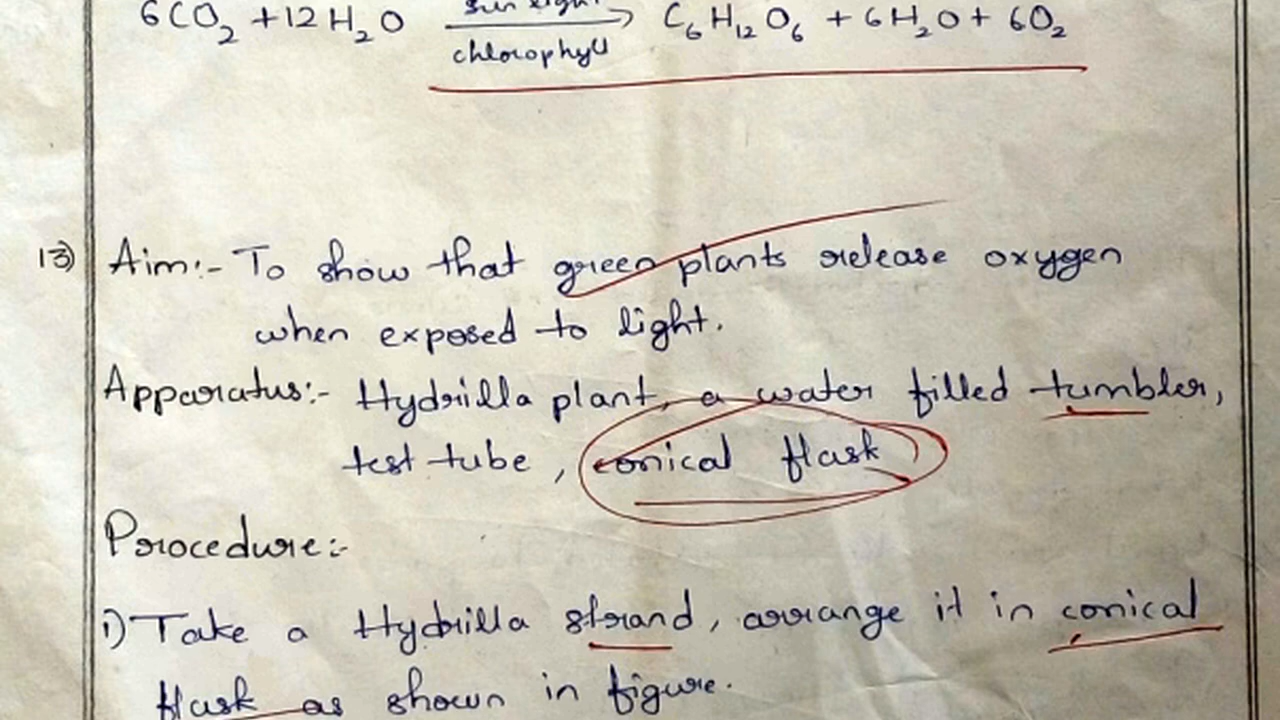 6CO₂ + 12H₂O sunlight chlorophyll → C₆H₁₂O₆ + 6H₂O + 6O₂
13) Aim:- To show that green plants release oxygen
when exposed to light.
Apparatus:- Hydrilla plant, a water filled tumbler,
test tube, conical flask
Procedure:-
i) Take a Hydrilla strand, arrange it in conical
flask as shown in figure.